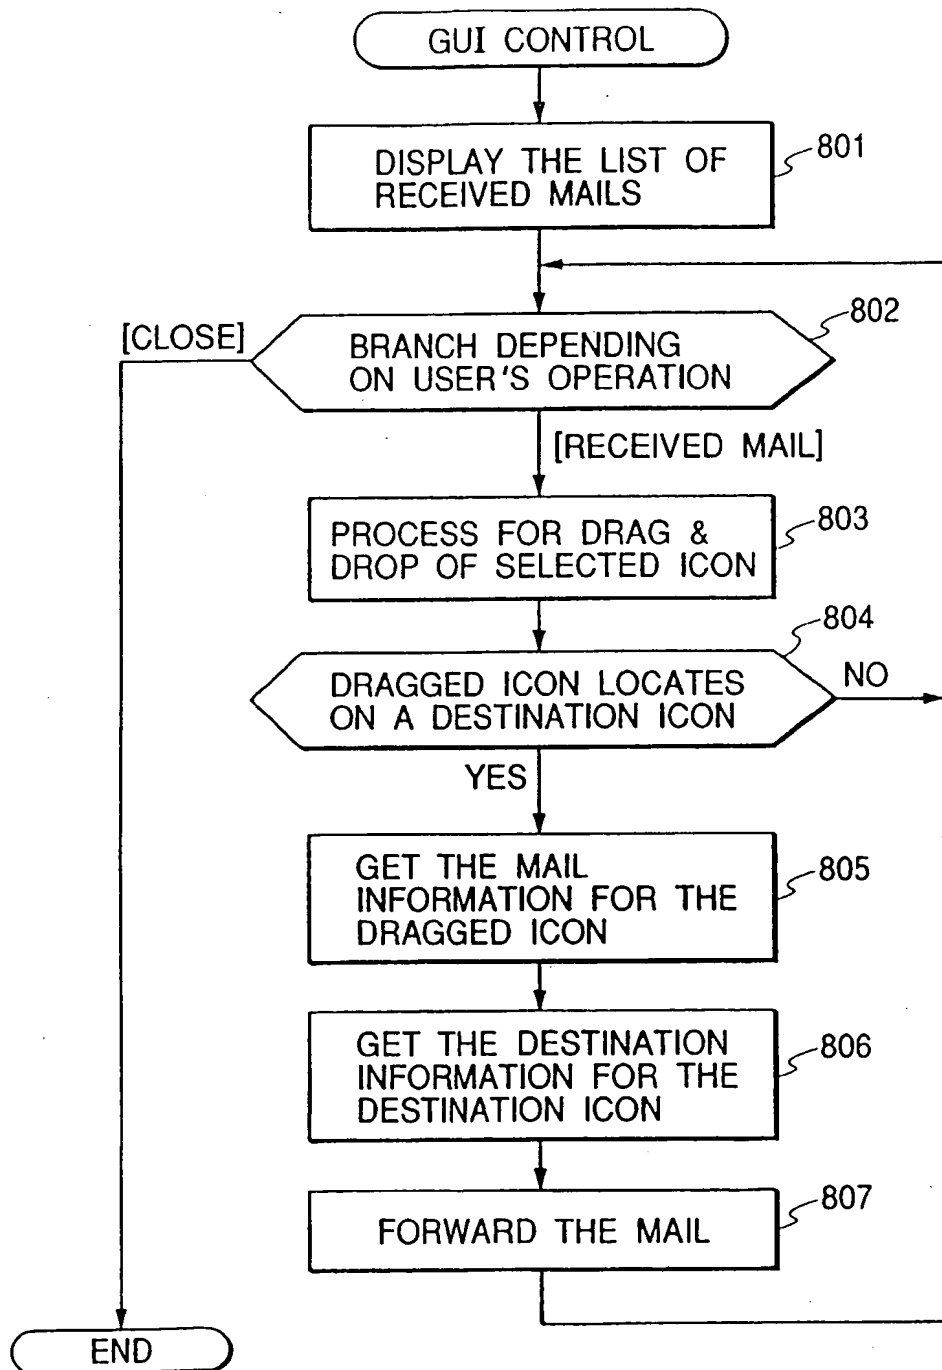 GUI CONTROL
DISPLAY THE LIST OF
RECEIVED MAILS
801
[CLOSE]
BRANCH DEPENDING
ON USER'S OPERATION
802
[RECEIVED MAIL]
PROCESS FOR DRAG &
DROP OF SELECTED ICON
803
DRAGGED ICON LOCATES
ON A DESTINATION ICON
804
NO
YES
GET THE MAIL
INFORMATION FOR THE
DRAGGED ICON
805
GET THE DESTINATION
INFORMATION FOR THE
DESTINATION ICON
806
FORWARD THE MAIL
807
END